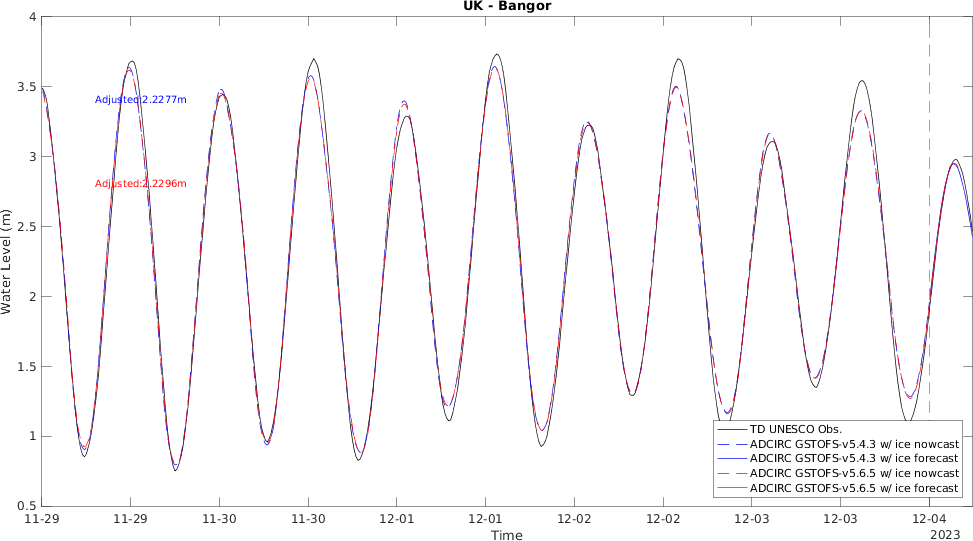 UK - Bangor
4
3.5
3
2.5
2
1.5
1
0.5
Water Level (m)
Adjusted:2.2277m
Adjusted:2.2296m
TD UNESCO Obs.
ADCIRC GSTOFS-v5.4.3 w/ ice nowcast
ADCIRC GSTOFS-v5.4.3 w/ ice forecast
ADCIRC GSTOFS-v5.6.5 w/ ice nowcast
ADCIRC GSTOFS-v5.6.5 w/ ice forecast
11-29 11-29 11-30 11-30 12-01 12-01 12-02 12-02 12-03 12-03 12-04
2023
Time